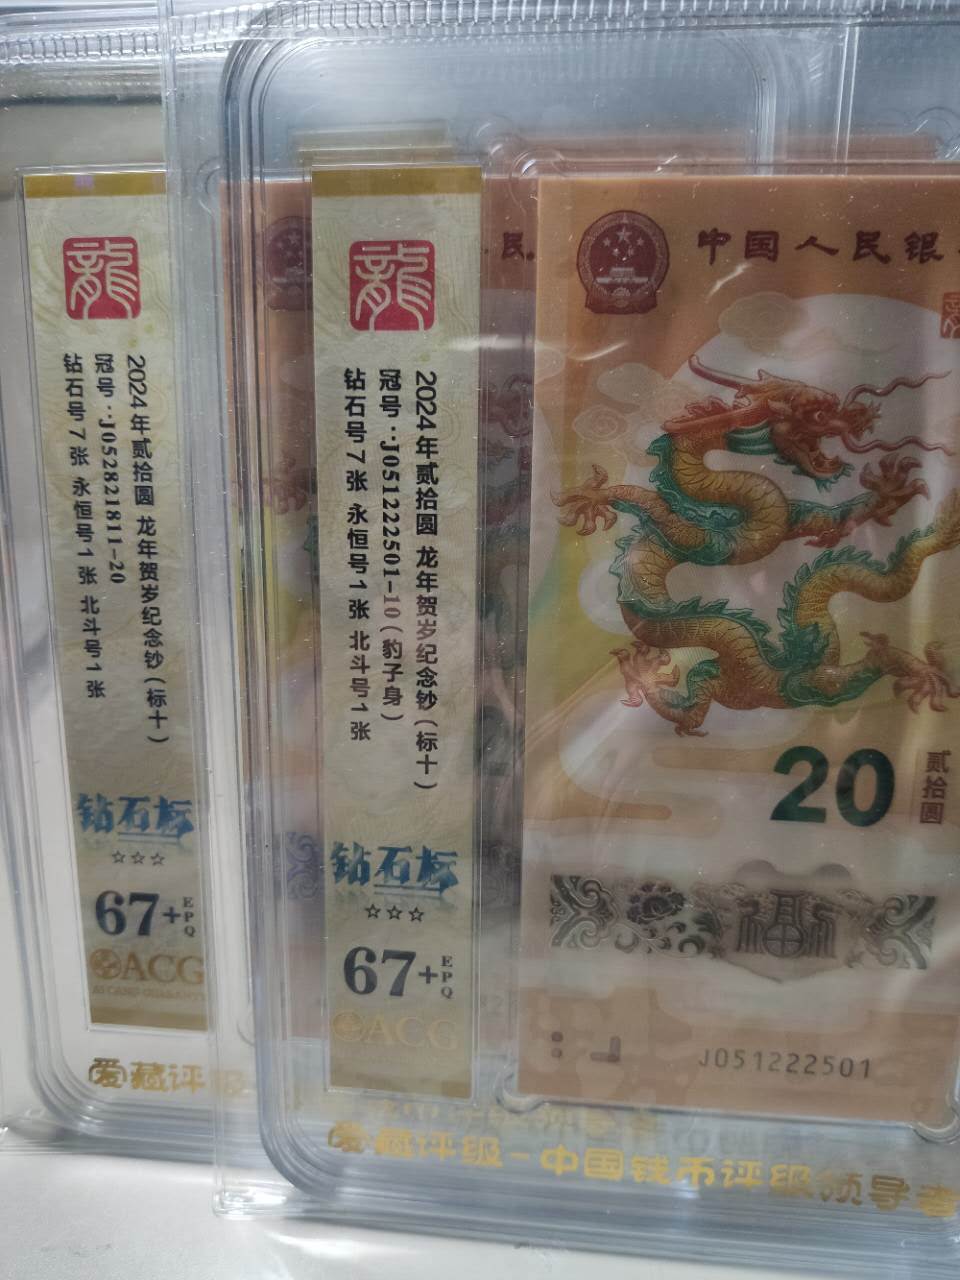 龍
2024年贰拾圆 龙年贺岁纪念钞(标十)
冠号:J052821811-20
钻石号7张 永恒号1张 北斗号1张
钻石标
☆☆☆
67+
EPQ
ACG
爱藏评级
龍
2024年贰拾圆 龙年贺岁纪念钞(标十)
冠号:J051222501-10(豹子身)
钻石号7张 永恒号1张 北斗号1张
钻石标
☆☆☆
67+
EPQ
ACG
民
中国人民银
20
贰拾圆
福
J051222501
爱藏评级-中国钱币评级领导者